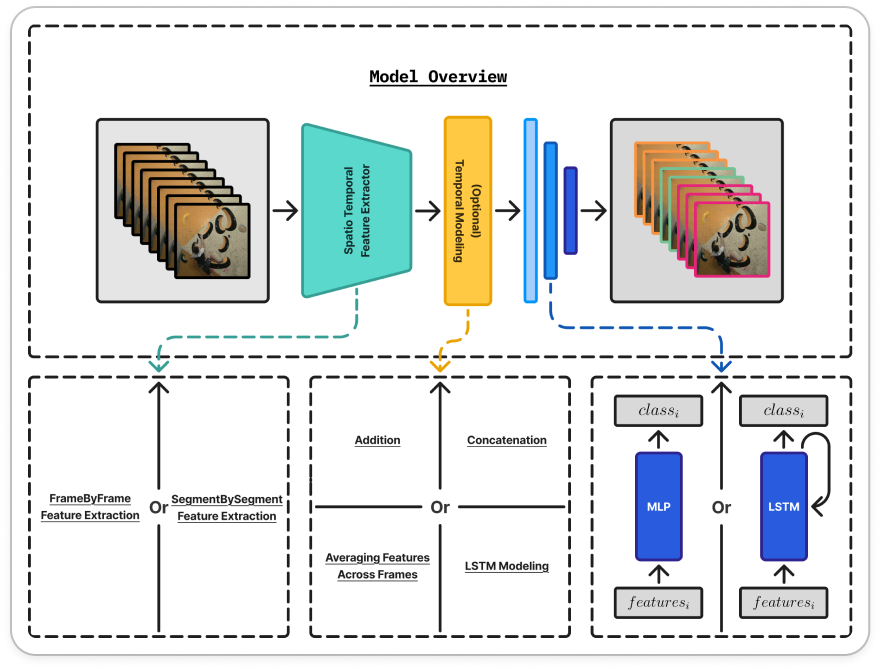 Model Overview
Spatio Temporal
Feature Extractor
(Optional)
Temporal Modeling
FrameByFrame
Feature Extraction
Or
SegmentBySegment
Feature Extraction
Addition
Concatenation
Or
Averaging Features
Across Frames
LSTM Modeling
class_i
class_i
MLP
Or
LSTM
features_i
features_i